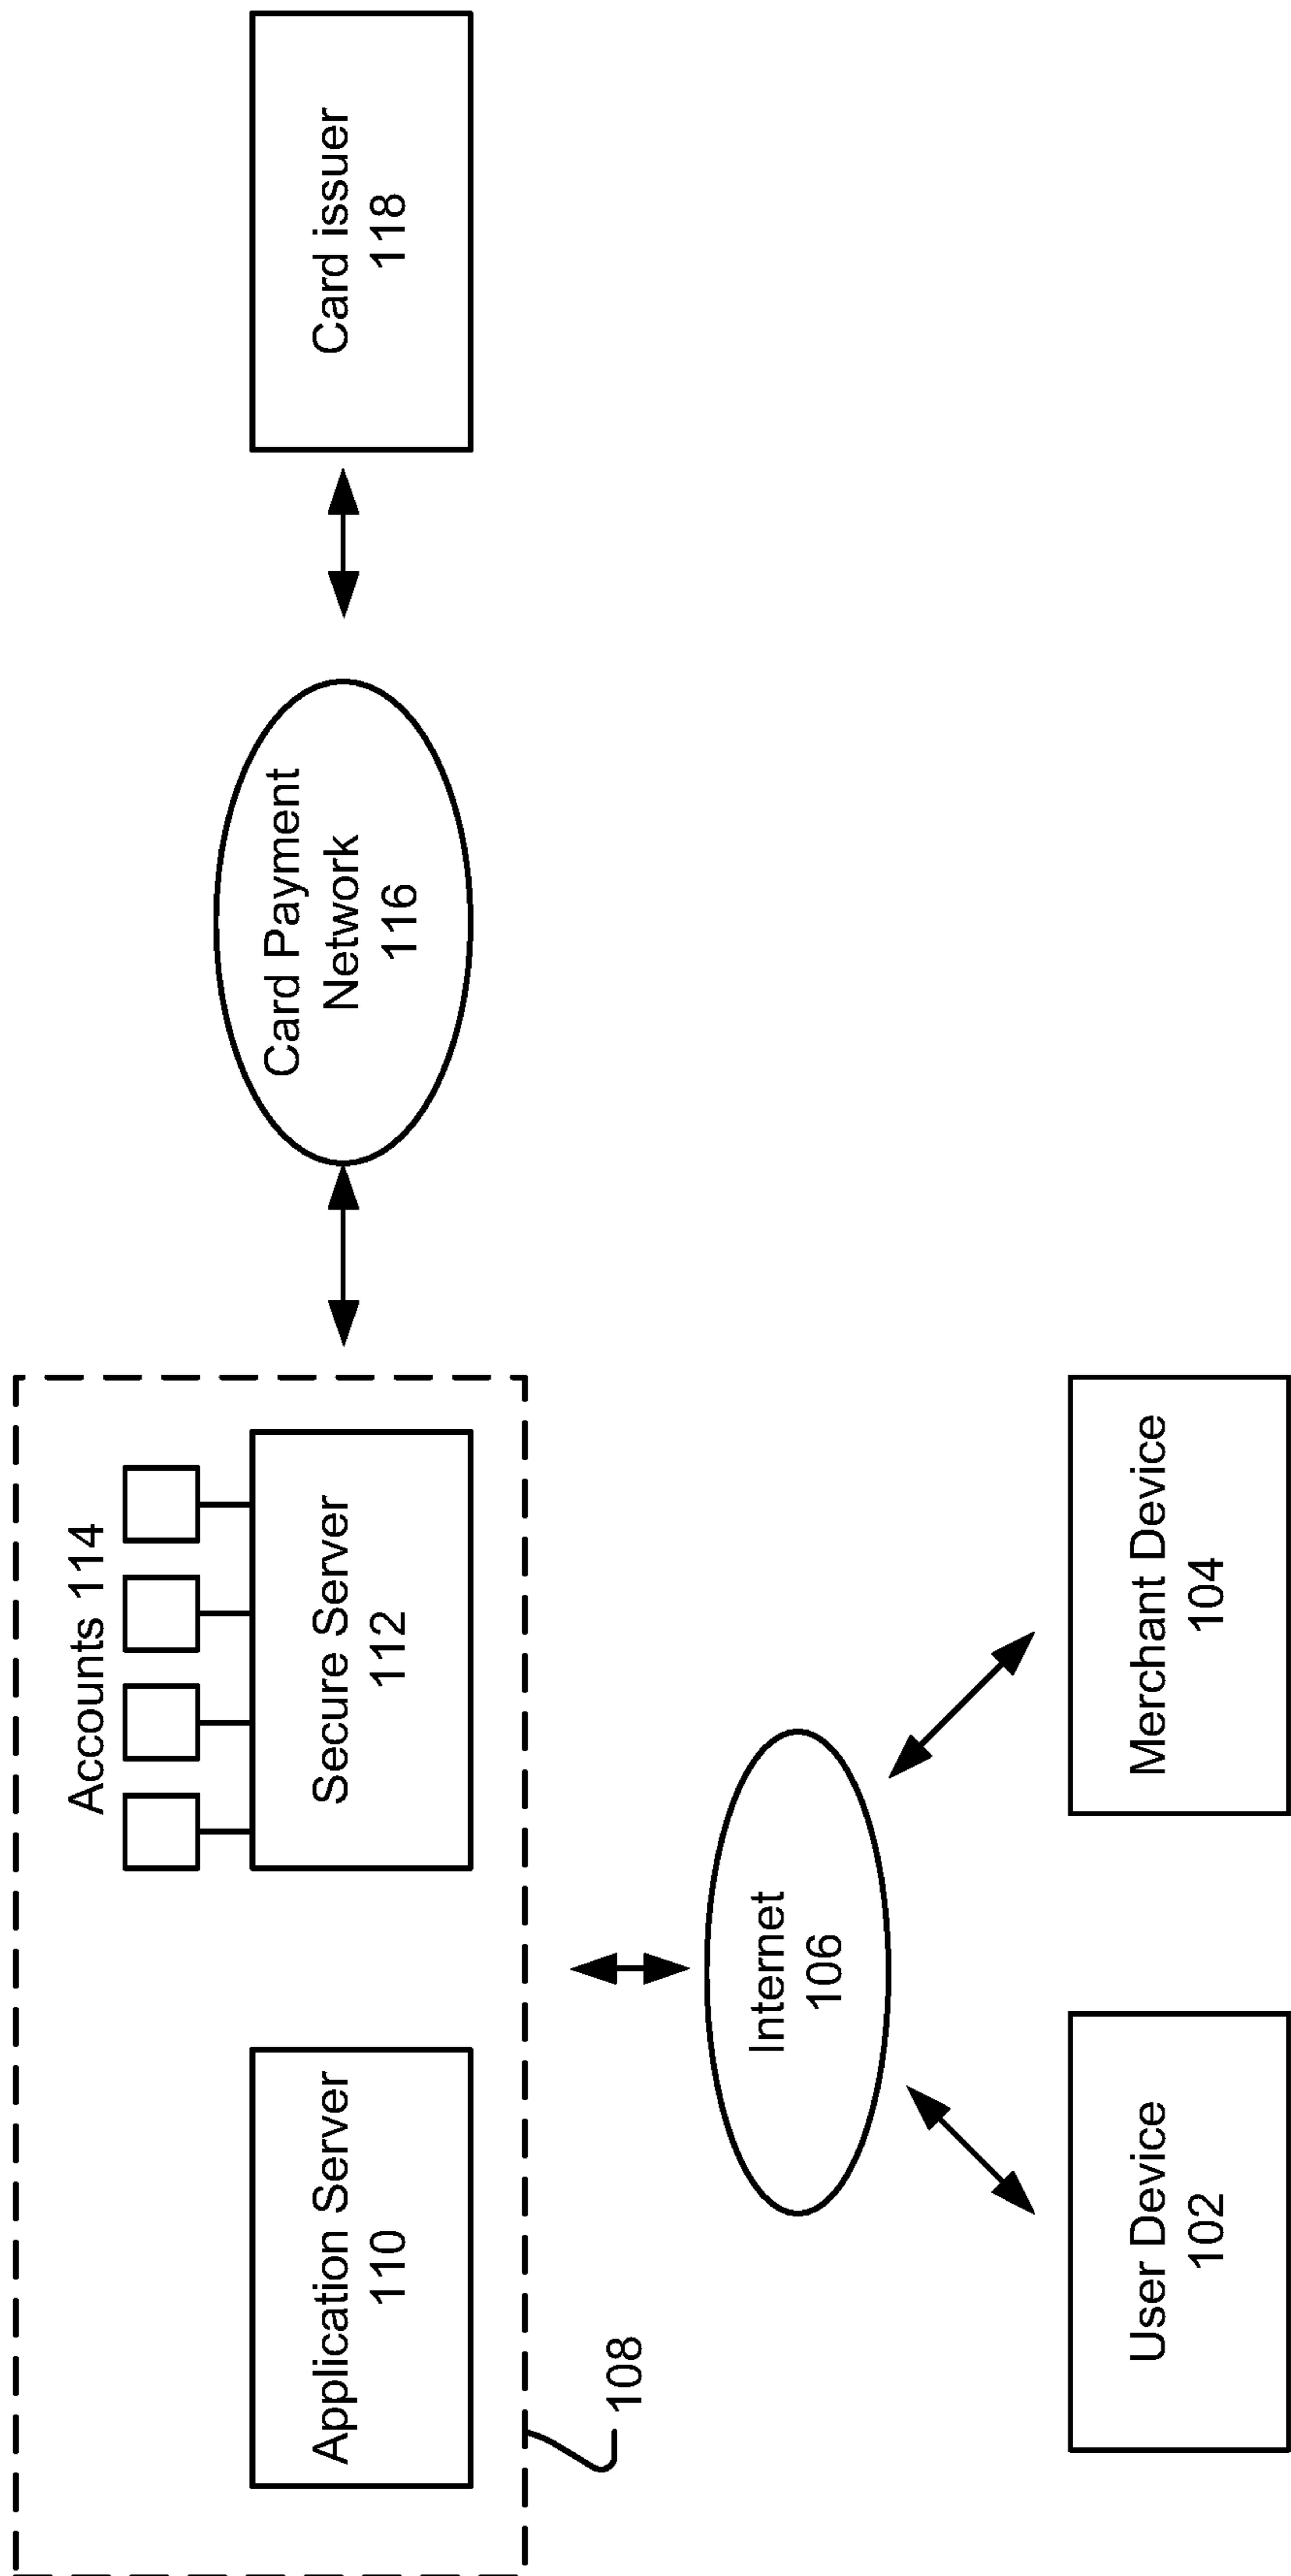 Accounts 114
Application Server
110
Secure Server
112
Card Payment
Network
116
Card issuer
118
108
Internet
106
User Device
102
Merchant Device
104